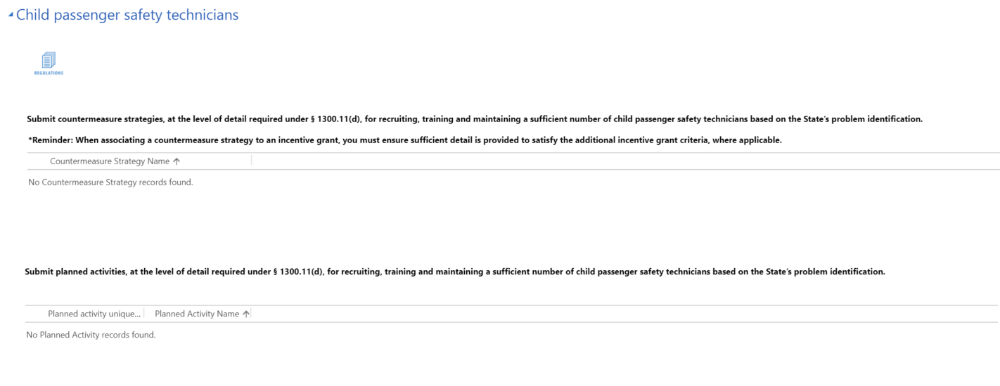 Child passenger safety technicians
REGULATIONS
Submit countermeasure strategies, at the level of detail required under § 1300.11(d), for recruiting, training and maintaining a sufficient number of child passenger safety technicians based on the State's problem identification.
*Reminder: When associating a countermeasure strategy to an incentive grant, you must ensure sufficient detail is provided to satisfy the additional incentive grant criteria, where applicable.
Countermeasure Strategy Name ↑
No Countermeasure Strategy records found.
Submit planned activities, at the level of detail required under § 1300.11(d), for recruiting, training and maintaining a sufficient number of child passenger safety technicians based on the State's problem identification.
Planned activity unique... Planned Activity Name ↑
No Planned Activity records found.